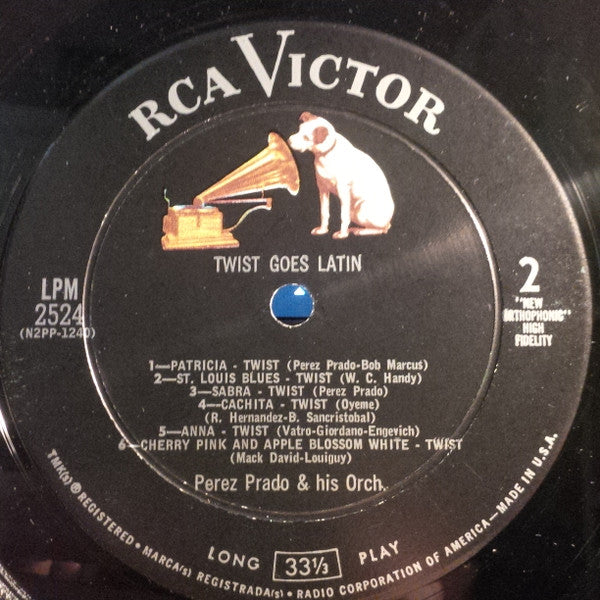 RCA VICTOR
TWIST GOES LATIN
LPM
2524
(N2PP-1240)
2
"NEW
ORTHOPHONIC"
HIGH
FIDELITY
1—PATRICIA - TWIST (Perez Prado-Bob Marcus)
2—ST. LOUIS BLUES - TWIST (W. C. Handy)
3—SABRA - TWIST (Perez Prado)
4—CACHITA - TWIST (Oyeme)
(R. Hernandez-B. Sancristobal)
5—ANNA - TWIST (Vatro-Giordano-Engevich)
6—CHERRY PINK AND APPLE BLOSSOM WHITE - TWIST
(Mack David-Louiguy)
Perez Prado & his Orch.
LONG 33⅓ PLAY
TMK(s) ® REGISTERED • MARCA(s) REGISTRADA(s) • RADIO CORPORATION OF AMERICA—MADE IN U.S.A.